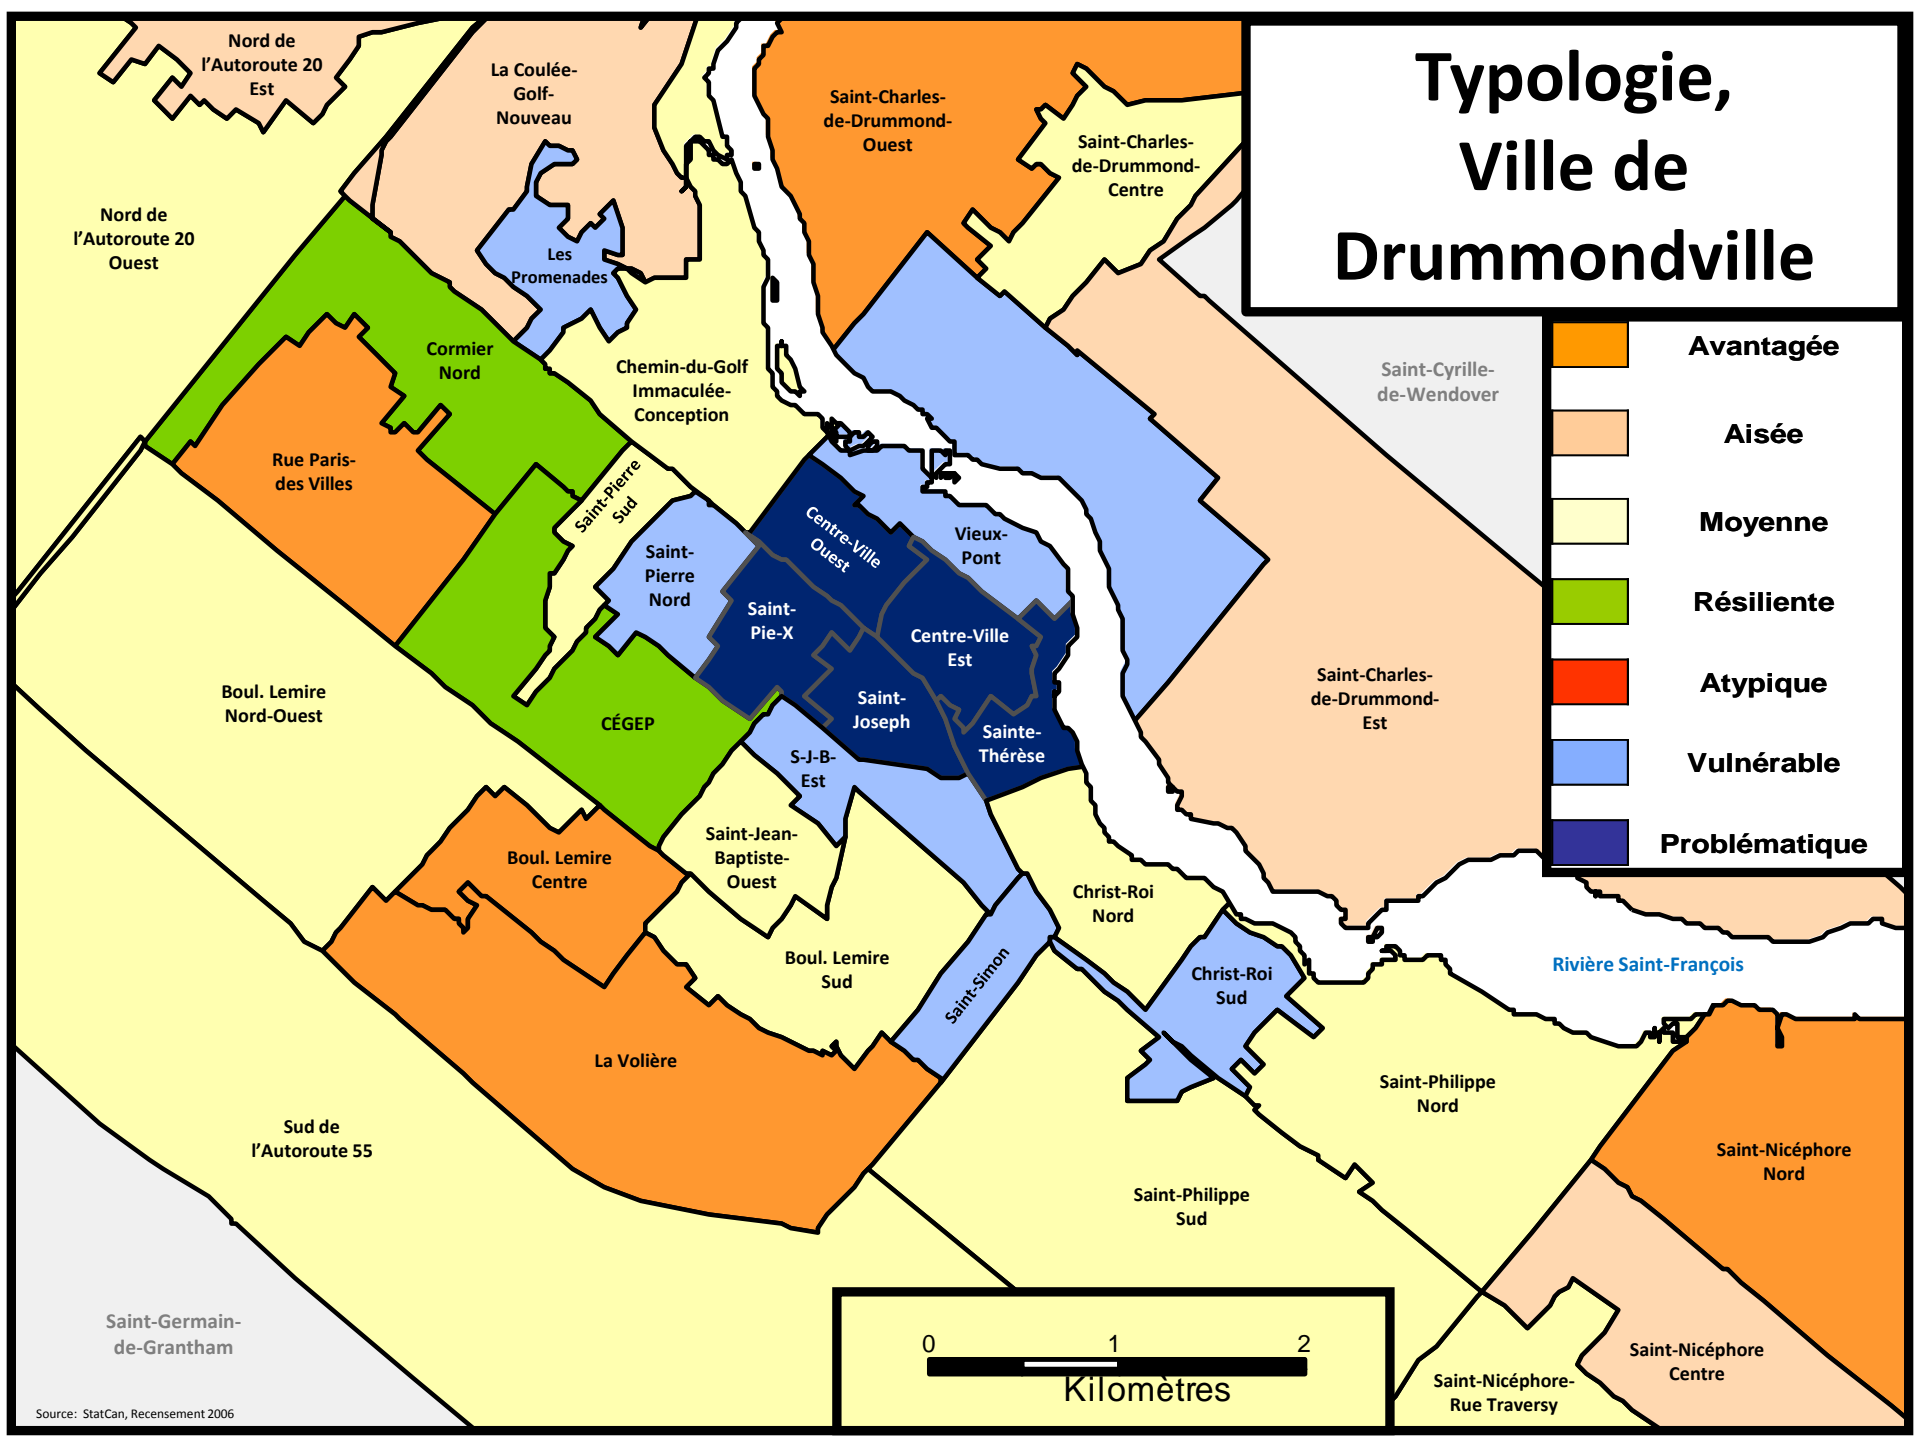 Typologie,
Ville de
Drummondville
Avantagée
Aisée
Moyenne
Résiliente
Atypique
Vulnérable
Problématique
Nord de
l'Autoroute 20
Est
La Coulée-
Golf-
Nouveau
Saint-Charles-
de-Drummond-
Ouest
Saint-Charles-
de-Drummond-
Centre
Nord de
l'Autoroute 20
Ouest
Les
Promenades
Cormier
Nord
Chemin-du-Golf
Immaculée-
Conception
Saint-Cyrille-
de-Wendover
Rue Paris-
des Villes
Saint-Pierre
Sud
Centre-Ville
Ouest
Vieux-
Pont
Saint-
Pierre
Nord
Saint-
Pie-X
Centre-Ville
Est
Saint-Charles-
de-Drummond-
Est
Boul. Lemire
Nord-Ouest
CÉGEP
Saint-
Joseph
Sainte-
Thérèse
S-J-B-
Est
Saint-Jean-
Baptiste-
Ouest
Boul. Lemire
Centre
Christ-Roi
Nord
Boul. Lemire
Sud
Saint-Simon
Christ-Roi
Sud
Rivière Saint-François
La Volière
Saint-Philippe
Nord
Sud de
l'Autoroute 55
Saint-Nicéphore
Nord
Saint-Philippe
Sud
Saint-Germain-
de-Grantham
Saint-Nicéphore
Centre
Saint-Nicéphore-
Rue Traversy
0 1 2
Kilomètres
Source: StatCan, Recensement 2006